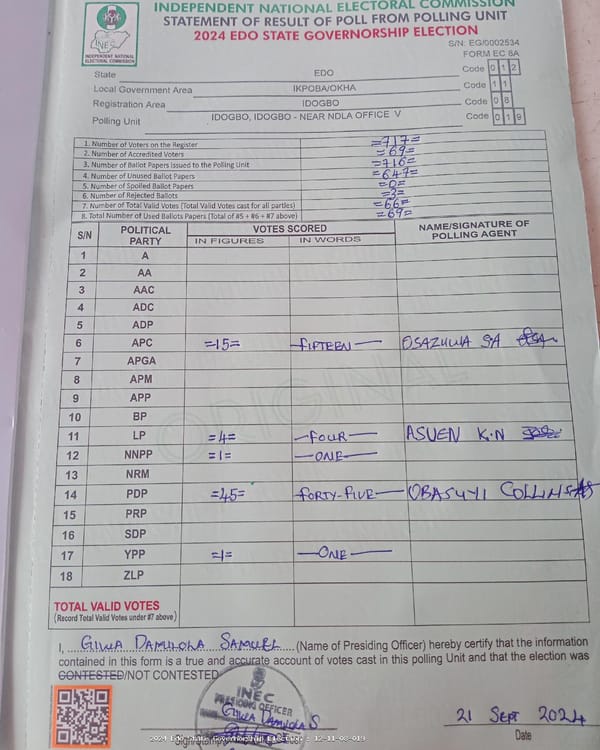 INDEPENDENT NATIONAL ELECTORAL COMMISSION
STATEMENT OF RESULT OF POLL FROM POLLING UNIT
2024 EDO STATE GOVERNORSHIP ELECTION
INEC
INDEPENDENT NATIONAL ELECTORAL COMMISSION
S/N: EG/0002534
FORM EC 8A
State EDO Code 0 1 2
Local Government Area IKPOBA/OKHA Code 1 1
Registration Area IDOGBO Code 0 8
Polling Unit IDOGBO, IDOGBO - NEAR NDLA OFFICE V Code 0 1 9
1. Number of Voters on the Register =717=
2. Number of Accredited Voters =69=
3. Number of Ballot Papers issued to the Polling Unit =716=
4. Number of Unused Ballot Papers =647=
5. Number of Spoiled Ballot Papers =0=
6. Number of Rejected Ballots =3=
7. Number of Total Valid Votes (Total Valid Votes cast for all parties) =66=
8. Total Number of Used Ballots Papers (Total of #5 + #6 + #7 above) =69=
S/N POLITICAL PARTY VOTES SCORED NAME/SIGNATURE OF POLLING AGENT
IN FIGURES IN WORDS
1 A
2 AA
3 AAC
4 ADC
5 ADP
6 APC =15= -FIFTEEN- OSAZUWA SA
7 APGA
8 APM
9 APP
10 BP
11 LP =4= -FOUR- ASUEN K.N
12 NNPP =1= -ONE-
13 NRM
14 PDP =45= FORTY-FIVE- OBASUYI COLLINS
15 PRP
16 SDP
17 YPP =1= -ONE-
18 ZLP
ORIGINAL
TOTAL VALID VOTES
(Record Total Valid Votes under #7 above)
I, GIWA DAMILOLA SAMUEL (Name of Presiding Officer) hereby certify that the information
contained in this form is a true and accurate account of votes cast in this polling Unit and that the election was
CONTESTED/NOT CONTESTED
INEC
PRESIDING OFFICER
GIWA DAMILOLA S
21 SEPT 2024
Date
2024 Edo State Governorship Election - 12-11-08-019